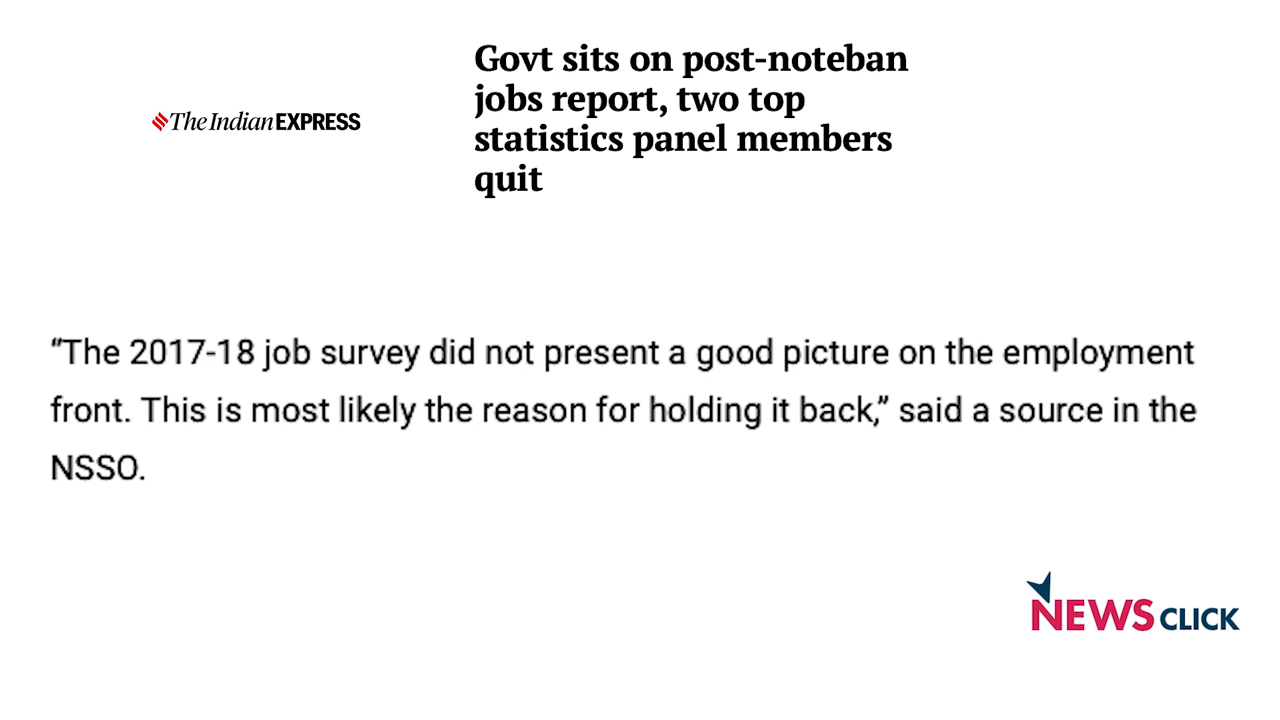 The Indian EXPRESS
Govt sits on post-noteban
jobs report, two top
statistics panel members
quit
“The 2017-18 job survey did not present a good picture on the employment
front. This is most likely the reason for holding it back,” said a source in the
NSSO.
NEWSCLICK